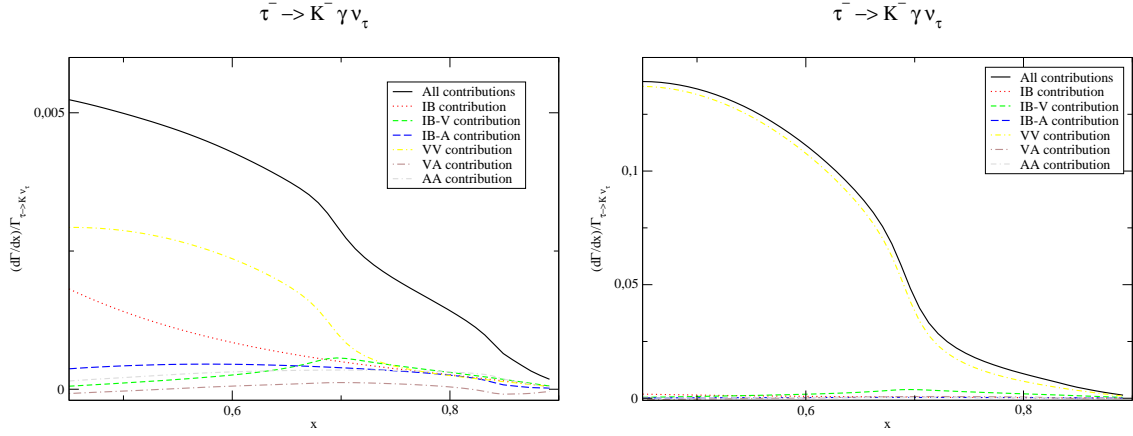 τ⁻ –> K⁻ γ ν_τ
(dΓ/dx)/Γ_τ–>Kν_τ
0,005
0
0,6
0,8
x
All contributions
IB contribution
IB-V contribution
IB-A contribution
VV contribution
VA contribution
AA contribution
τ⁻ –> K⁻ γ ν_τ
(dΓ/dx)/Γ_τ–>Kν_τ
0,1
0,05
0
0,6
0,8
x
All contributions
IB contribution
IB-V contribution
IB-A contribution
VV contribution
VA contribution
AA contribution